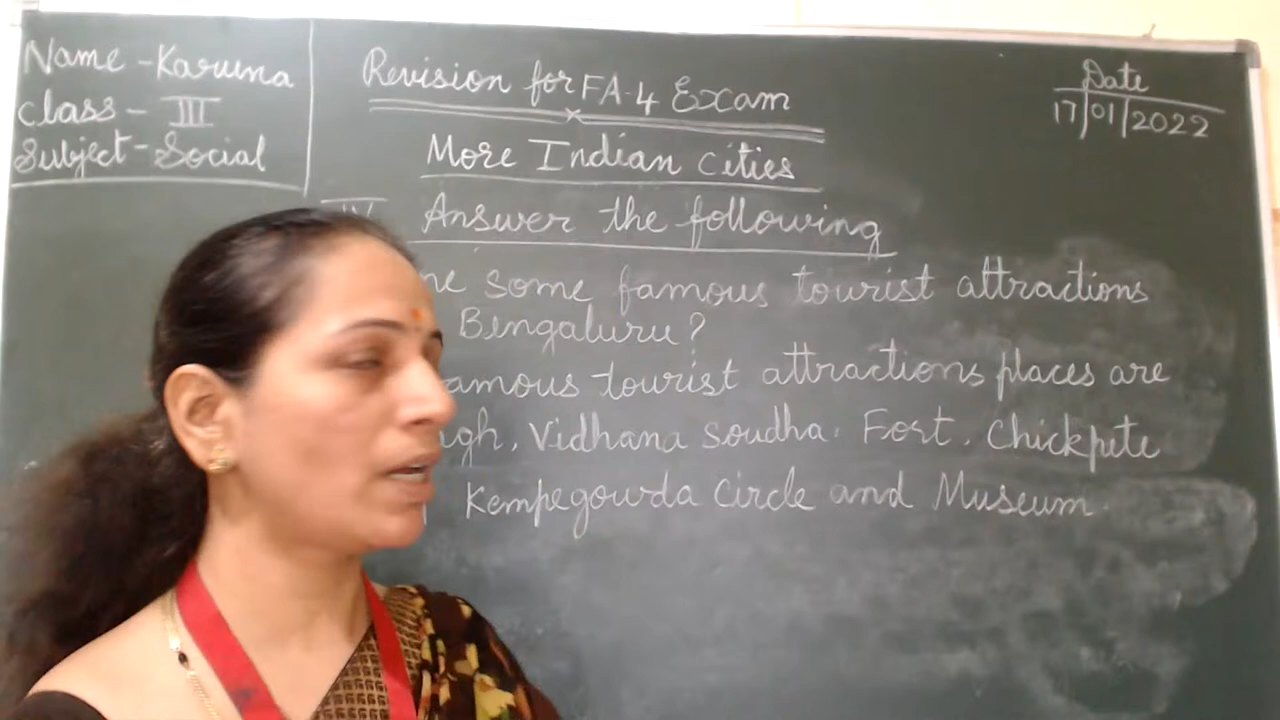 Name - Karuna
Class - III
Subject - Social
Revision for FA-4 Exam
Date
17/01/2022
More Indian Cities
IV Answer the following
some famous tourist attractions
Bengaluru?
tourist attractions places are
Vidhana Soudha. Fort. Chickpete
Kempegowda Circle and Museum.